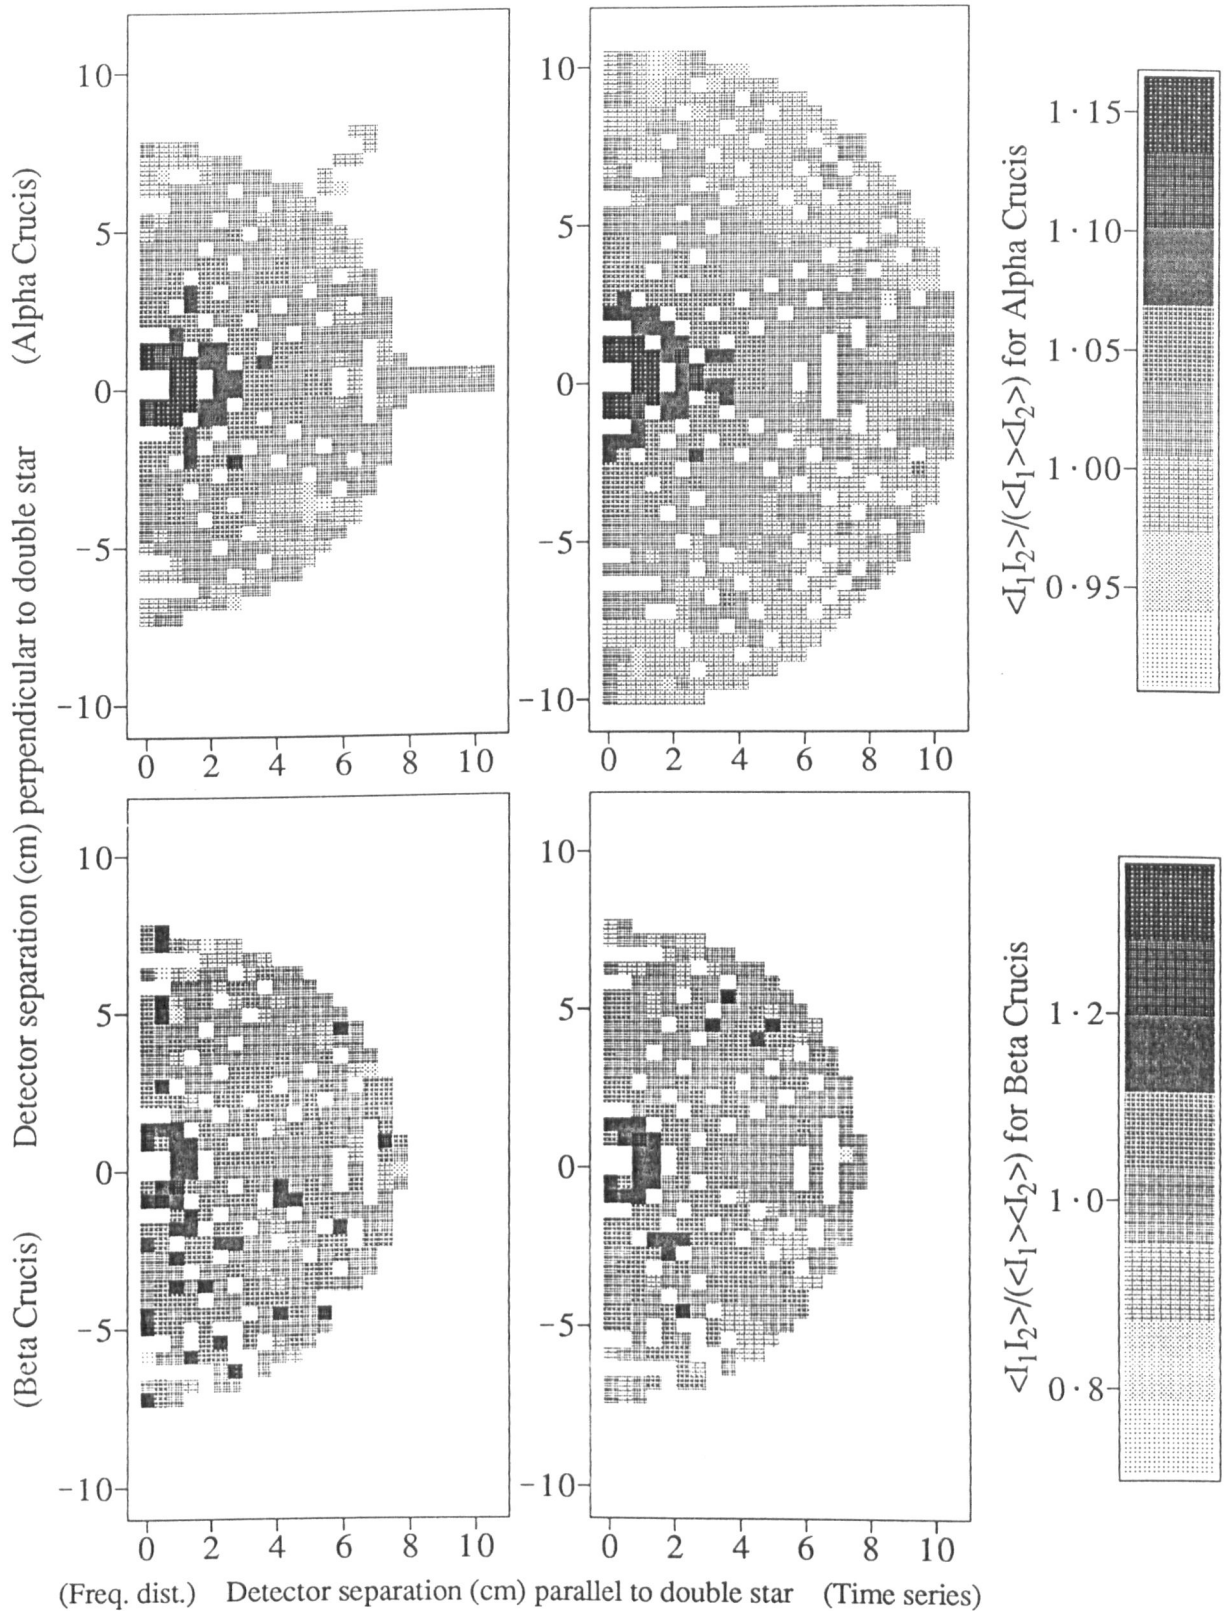 Detector separation (cm) perpendicular to double star
(Alpha Crucis)
(Beta Crucis)
10
5
0
−5
−10
0 2 4 6 8 10
10
5
0
−5
−10
0 2 4 6 8 10
1·15
1·10
1·05
1·00
0·95
<I₁I₂>/(<I₁><I₂>) for Alpha Crucis
10
5
0
−5
−10
0 2 4 6 8 10
10
5
0
−5
−10
0 2 4 6 8 10
1·2
1·0
0·8
<I₁I₂>/(<I₁><I₂>) for Beta Crucis
(Freq. dist.) Detector separation (cm) parallel to double star (Time series)